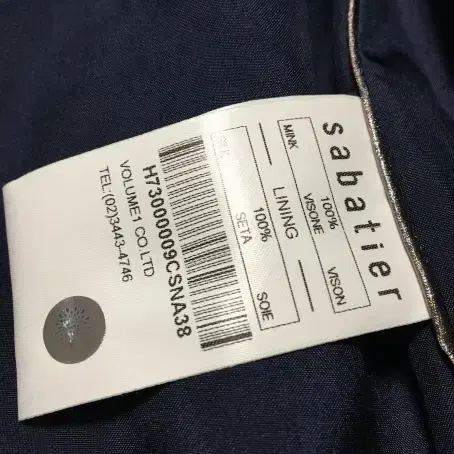 sabatier
MINK 100% VISON
VISONE
LINING
SILK 100% SOIE
SETA
H73000009CSNA38
VOLUME1 CO.LTD
TEL:(02)3443-4746